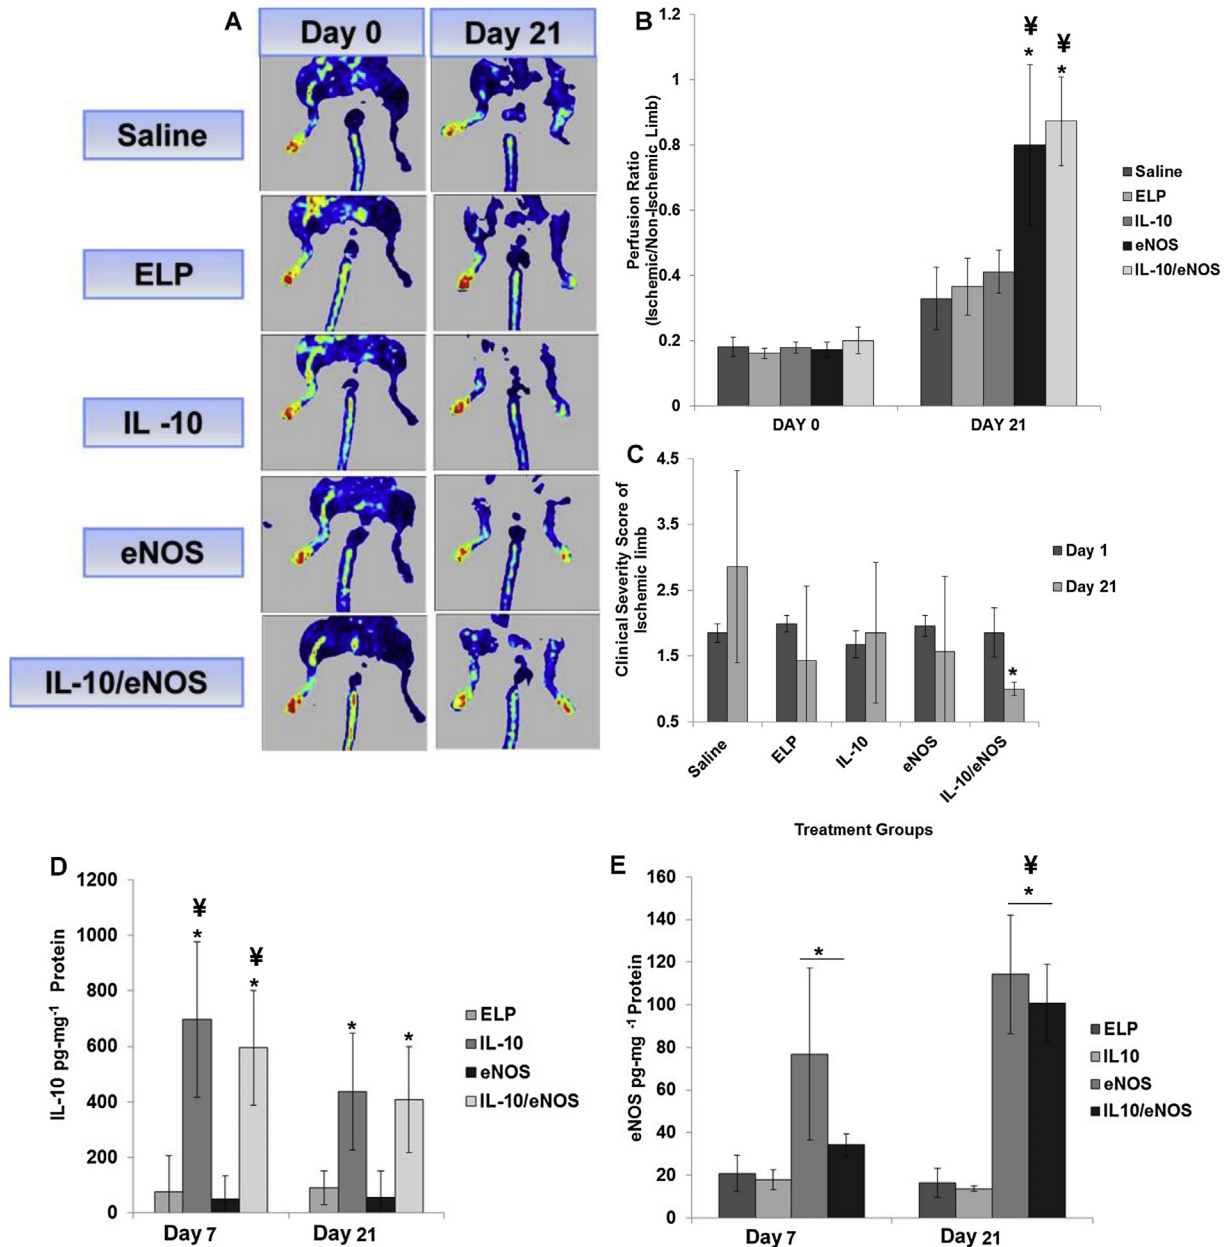 A
Day 0
Day 21
Saline
ELP
IL -10
eNOS
IL-10/eNOS
B
Perfusion Ratio
(Ischemic/Non-Ischemic Limb)
1.2
1
0.8
0.6
0.4
0.2
0
DAY 0
DAY 21
¥
*
¥
*
Saline
ELP
IL-10
eNOS
IL-10/eNOS
C
Clinical Severity Score of
Ischemic limb
4.5
3.5
2.5
1.5
0.5
*
Saline
ELP
IL-10
eNOS
IL-10/eNOS
Treatment Groups
Day 1
Day 21
D
IL-10 pg-mg⁻¹ Protein
1200
1000
800
600
400
200
0
¥
*
¥
*
*
*
Day 7
Day 21
ELP
IL-10
eNOS
IL-10/eNOS
E
eNOS pg-mg ⁻¹ Protein
160
140
120
100
80
60
40
20
0
*
¥
*
Day 7
Day 21
ELP
IL10
eNOS
IL10/eNOS